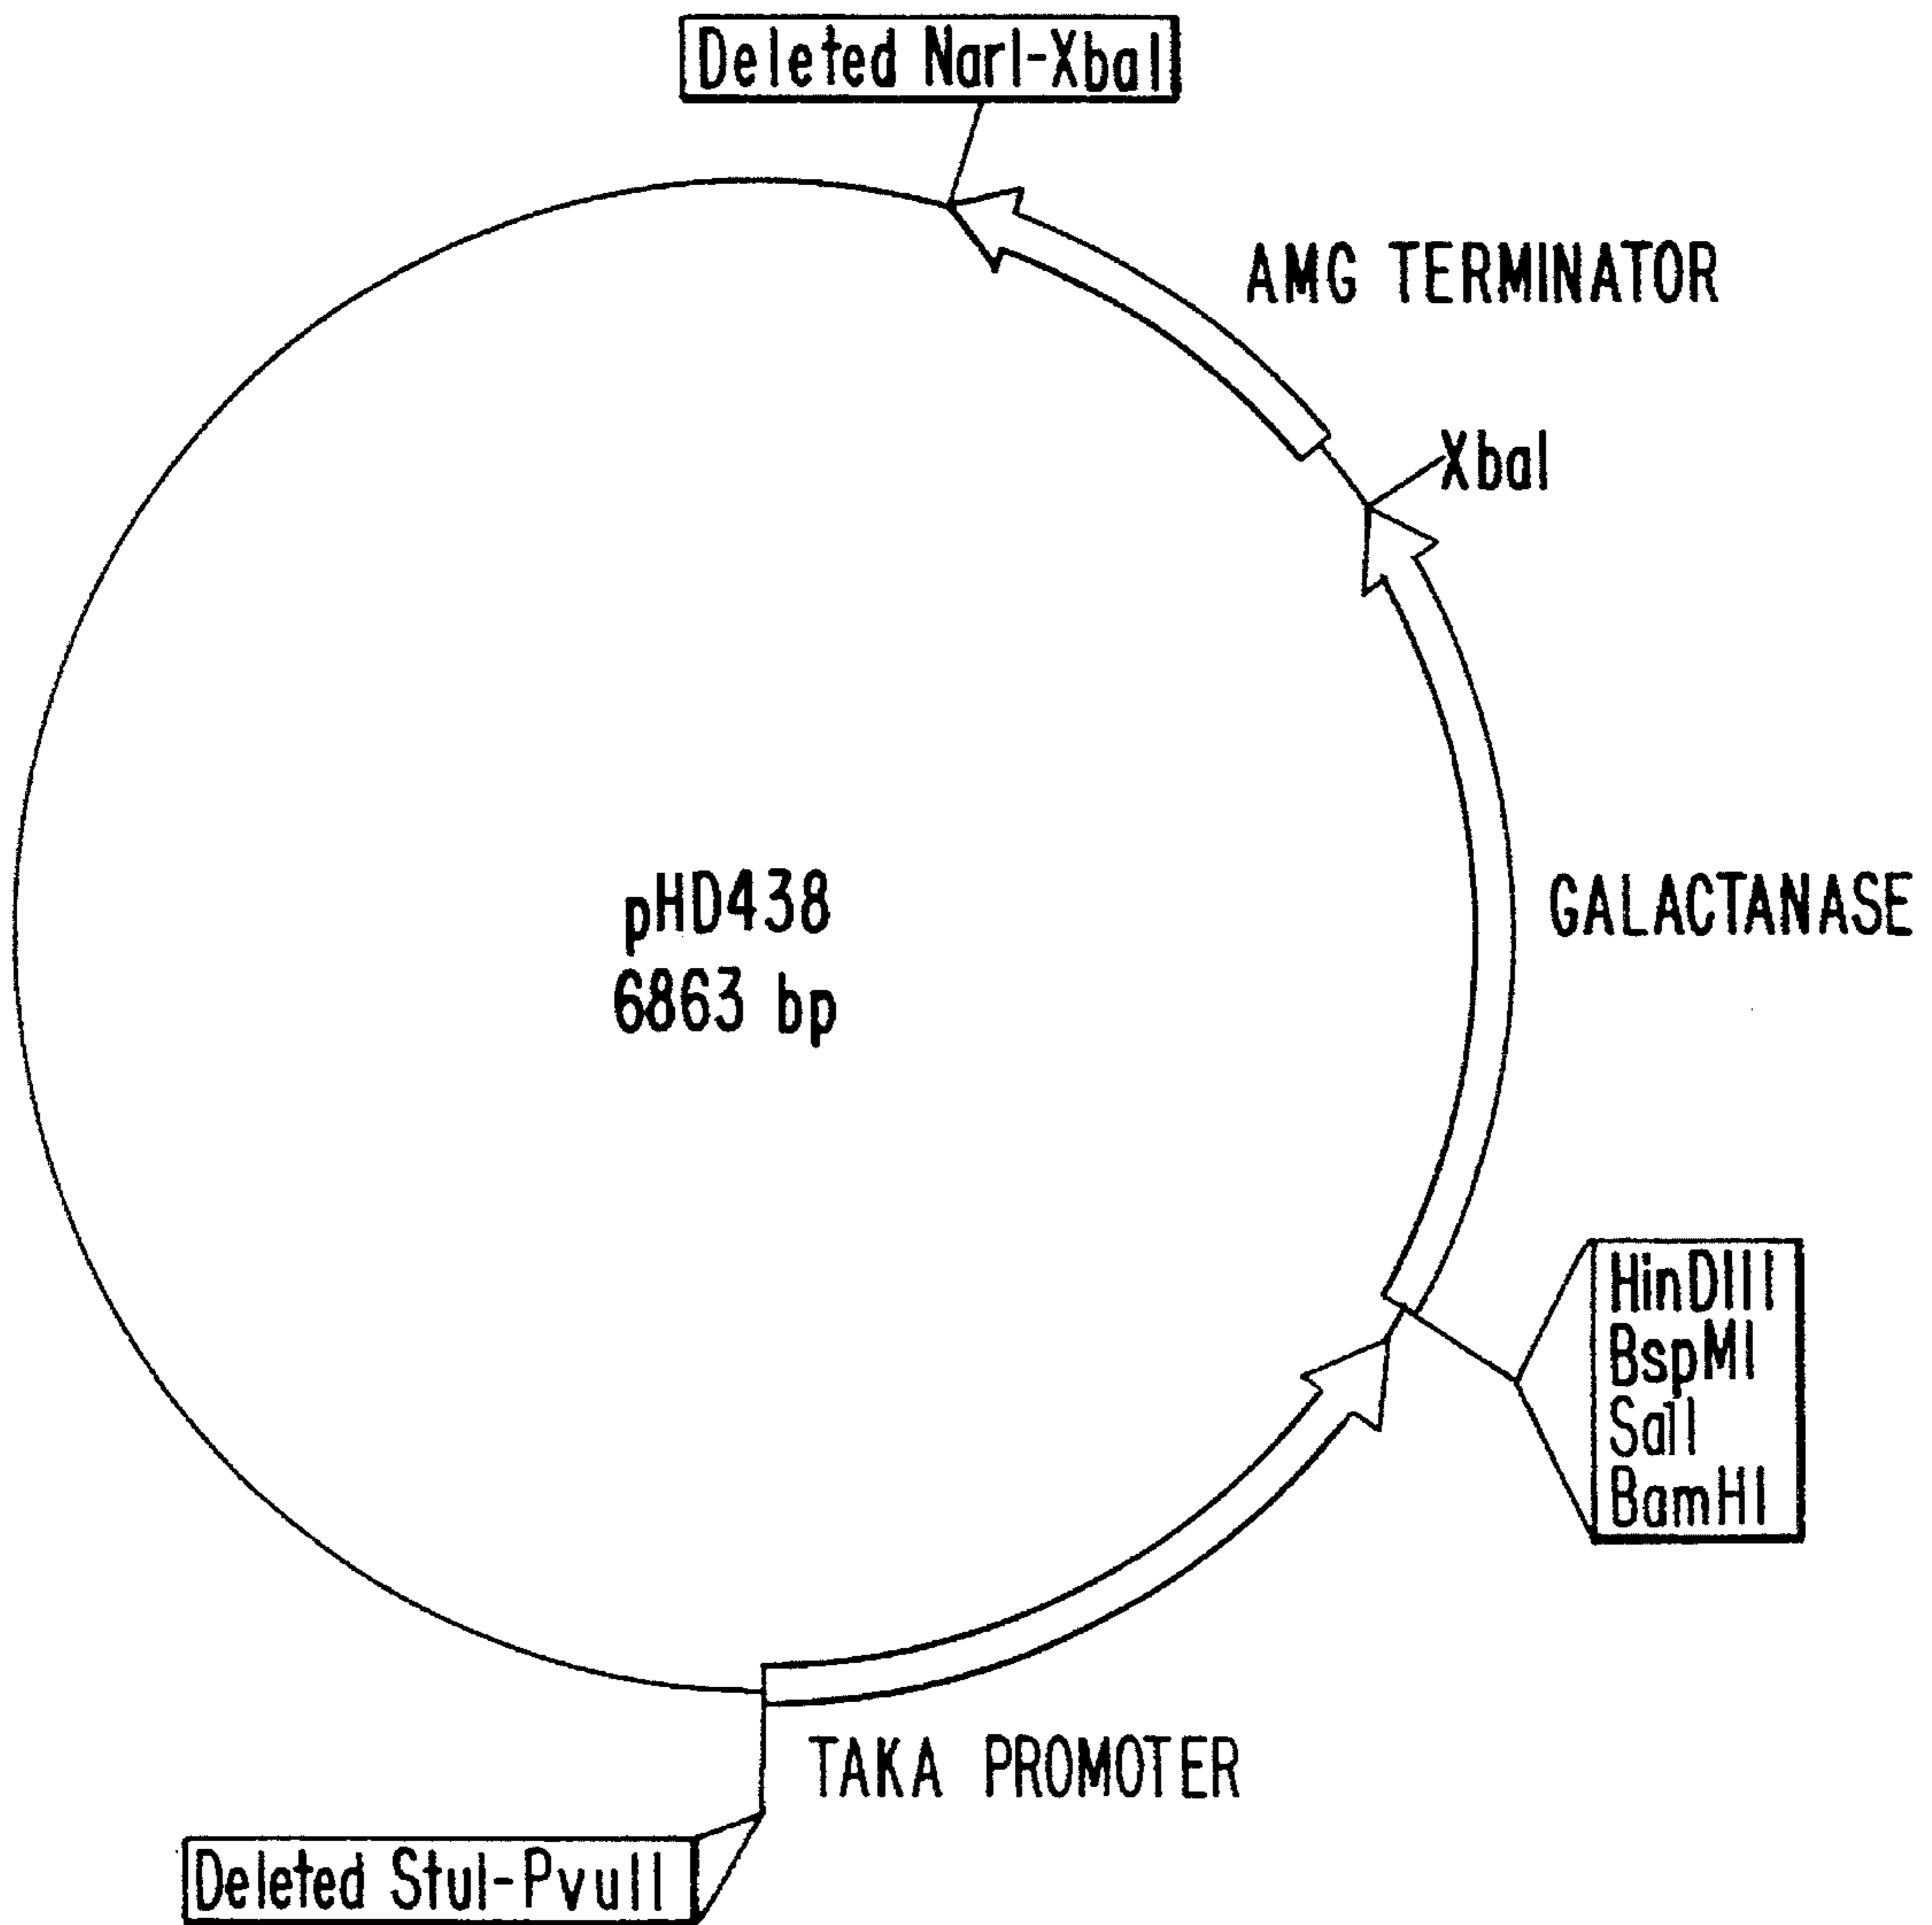 Deleted NarI-XbaI
AMG TERMINATOR
XbaI
pHD438
6863 bp
GALACTANASE
HinDIII
BspMI
SalI
BamHI
TAKA PROMOTER
Deleted StuI-PvuII